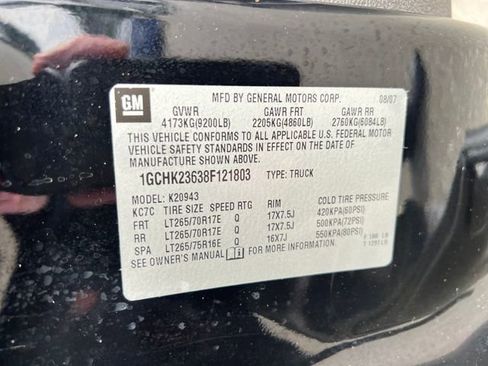 GM
MFD BY GENERAL MOTORS CORP. 08/07
GVWR GAWR FRT GAWR RR
4173KG(9200LB) 2205KG(4860LB) 2760KG(6084LB)
THIS VEHICLE CONFORMS TO ALL APPLICABLE U.S. FEDERAL MOTOR
VEHICLE SAFETY STANDARDS IN EFFECT ON THE DATE OF
MANUFACTURE SHOWN ABOVE.
1GCHK23638F121803 TYPE: TRUCK
MODEL: K20943
KC7C TIRE SIZE SPEED RTG RIM COLD TIRE PRESSURE
FRT LT265/70R17E Q 17X7.5J 420KPA(60PSI)
RR LT265/70R17E Q 17X7.5J 500KPA(72PSI)
SPA LT265/75R16E Q 16X7J 550KPA(80PSI)
SEE OWNER'S MANUAL FOR ADDITIONAL INFORMATION.